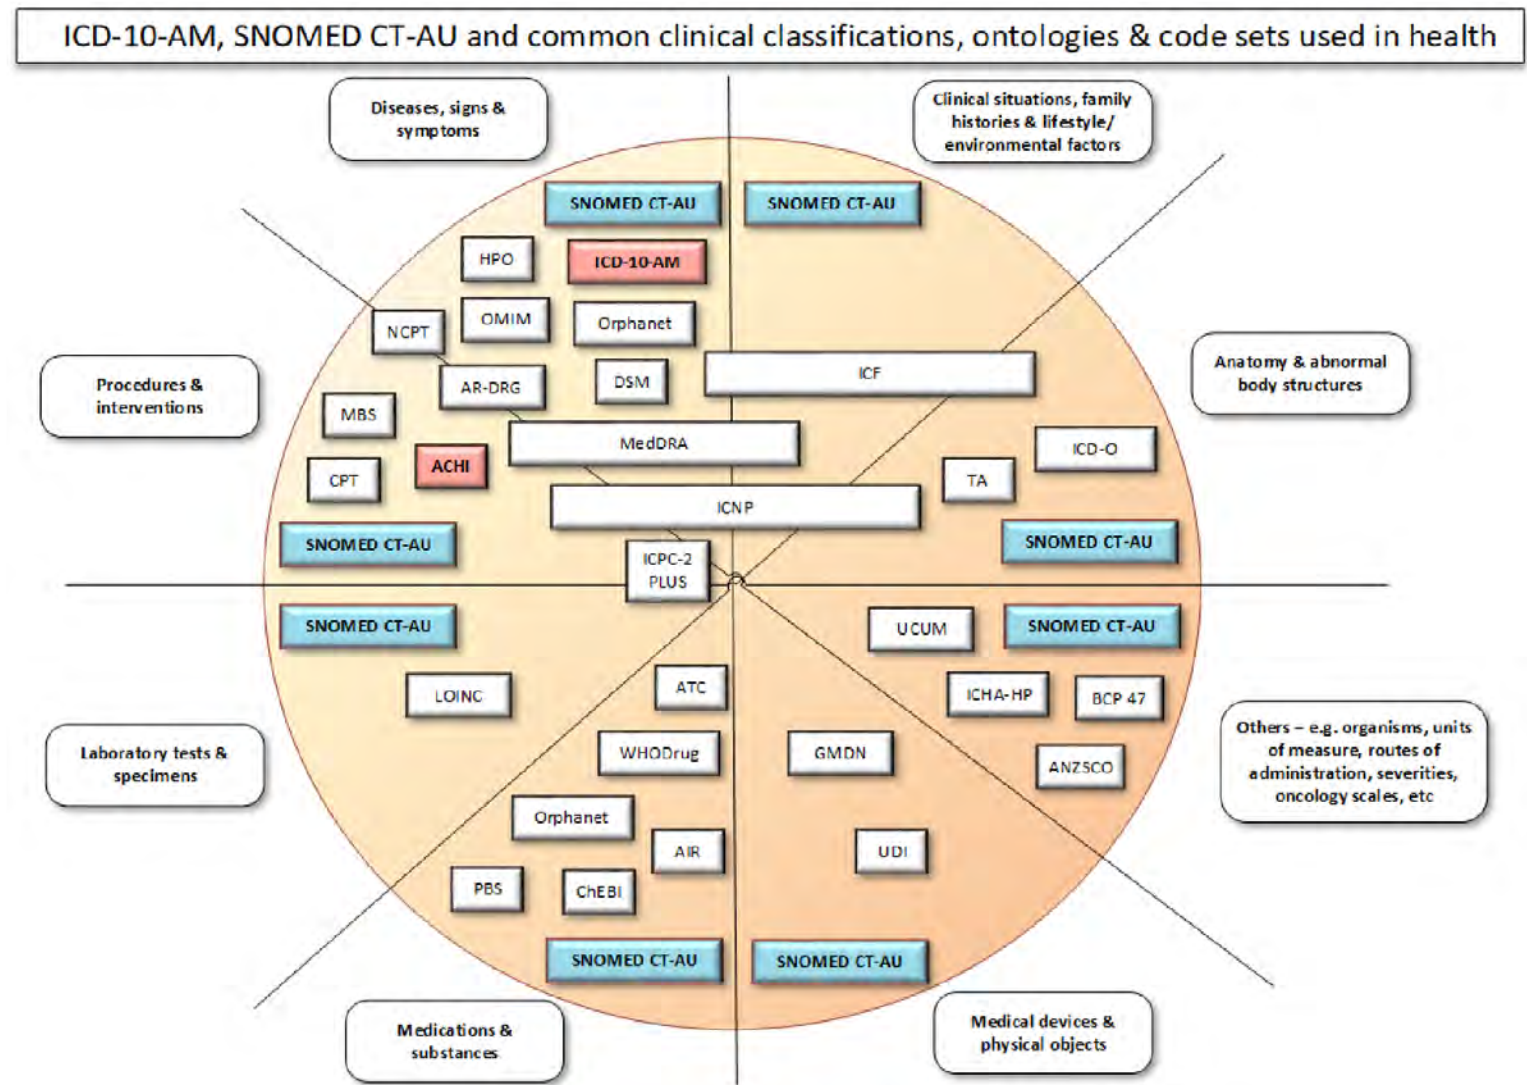 ICD-10-AM, SNOMED CT-AU and common clinical classifications, ontologies & code sets used in health
Diseases, signs &
symptoms
Clinical situations, family
histories & lifestyle/
environmental factors
SNOMED CT-AU
SNOMED CT-AU
HPO
ICD-10-AM
OMIM
Orphanet
NCPT
AR-DRG
DSM
ICF
Procedures &
interventions
Anatomy & abnormal
body structures
MBS
MedDRA
CPT
ACHI
TA
ICD-O
ICNP
SNOMED CT-AU
ICPC-2
PLUS
SNOMED CT-AU
SNOMED CT-AU
UCUM
SNOMED CT-AU
LOINC
ATC
ICHA-HP
BCP 47
Laboratory tests &
specimens
WHODrug
GMDN
ANZSCO
Others – e.g. organisms, units
of measure, routes of
administration, severities,
oncology scales, etc
Orphanet
AIR
UDI
PBS
ChEBI
SNOMED CT-AU
SNOMED CT-AU
Medications &
substances
Medical devices &
physical objects